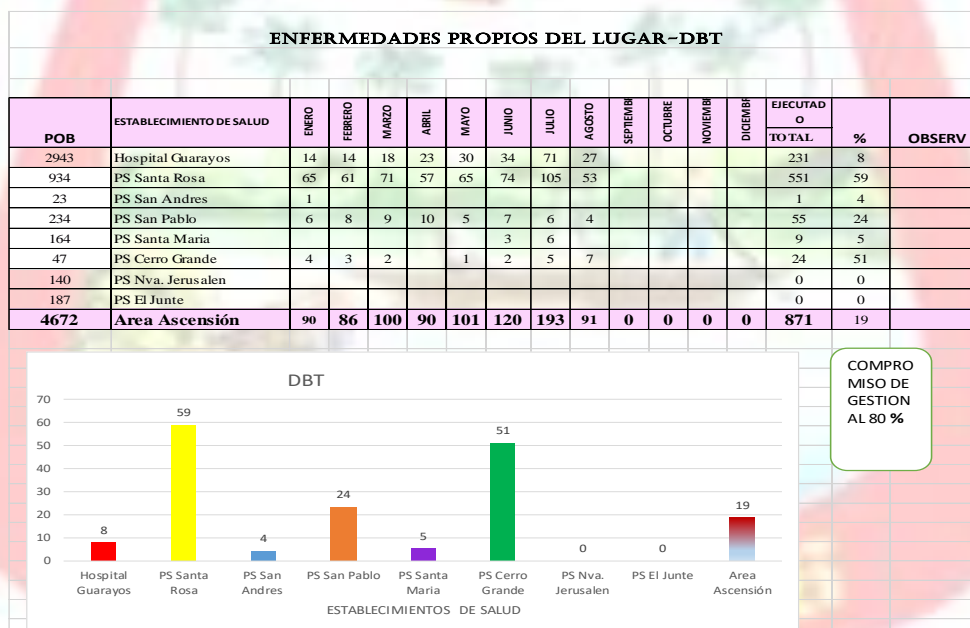 ENFERMEDADES PROPIOS DEL LUGAR-DBT
POB ESTABLECIMIENTO DE SALUD ENERO FEBRERO MARZO ABRIL MAYO JUNIO JULIO AGOSTO SEPTIEMBI OCTUBRE NOVIEMBI DICIEMBF EJECUTAD O TOTAL % OBSERV
2943 Hospital Guarayos 14 14 18 23 30 34 71 27 231 8
934 PS Santa Rosa 65 61 71 57 65 74 105 53 551 59
23 PS San Andres 1 1 4
234 PS San Pablo 6 8 9 10 5 7 6 4 55 24
164 PS Santa Maria 3 6 9 5
47 PS Cerro Grande 4 3 2 1 2 5 7 24 51
140 PS Nva. Jerusalen 0 0
187 PS El Junte 0 0
4672 Area Ascensión 90 86 100 90 101 120 193 91 0 0 0 0 871 19
COMPRO
MISO DE
GESTION
AL 80 %
DBT
70
60
50
40
30
20
10
0
8 59 4 24 5 51 0 0 19
Hospital Guarayos PS Santa Rosa PS San Andres PS San Pablo PS Santa Maria PS Cerro Grande PS Nva. Jerusalen PS El Junte Area Ascensión
ESTABLECIMIENTOS DE SALUD